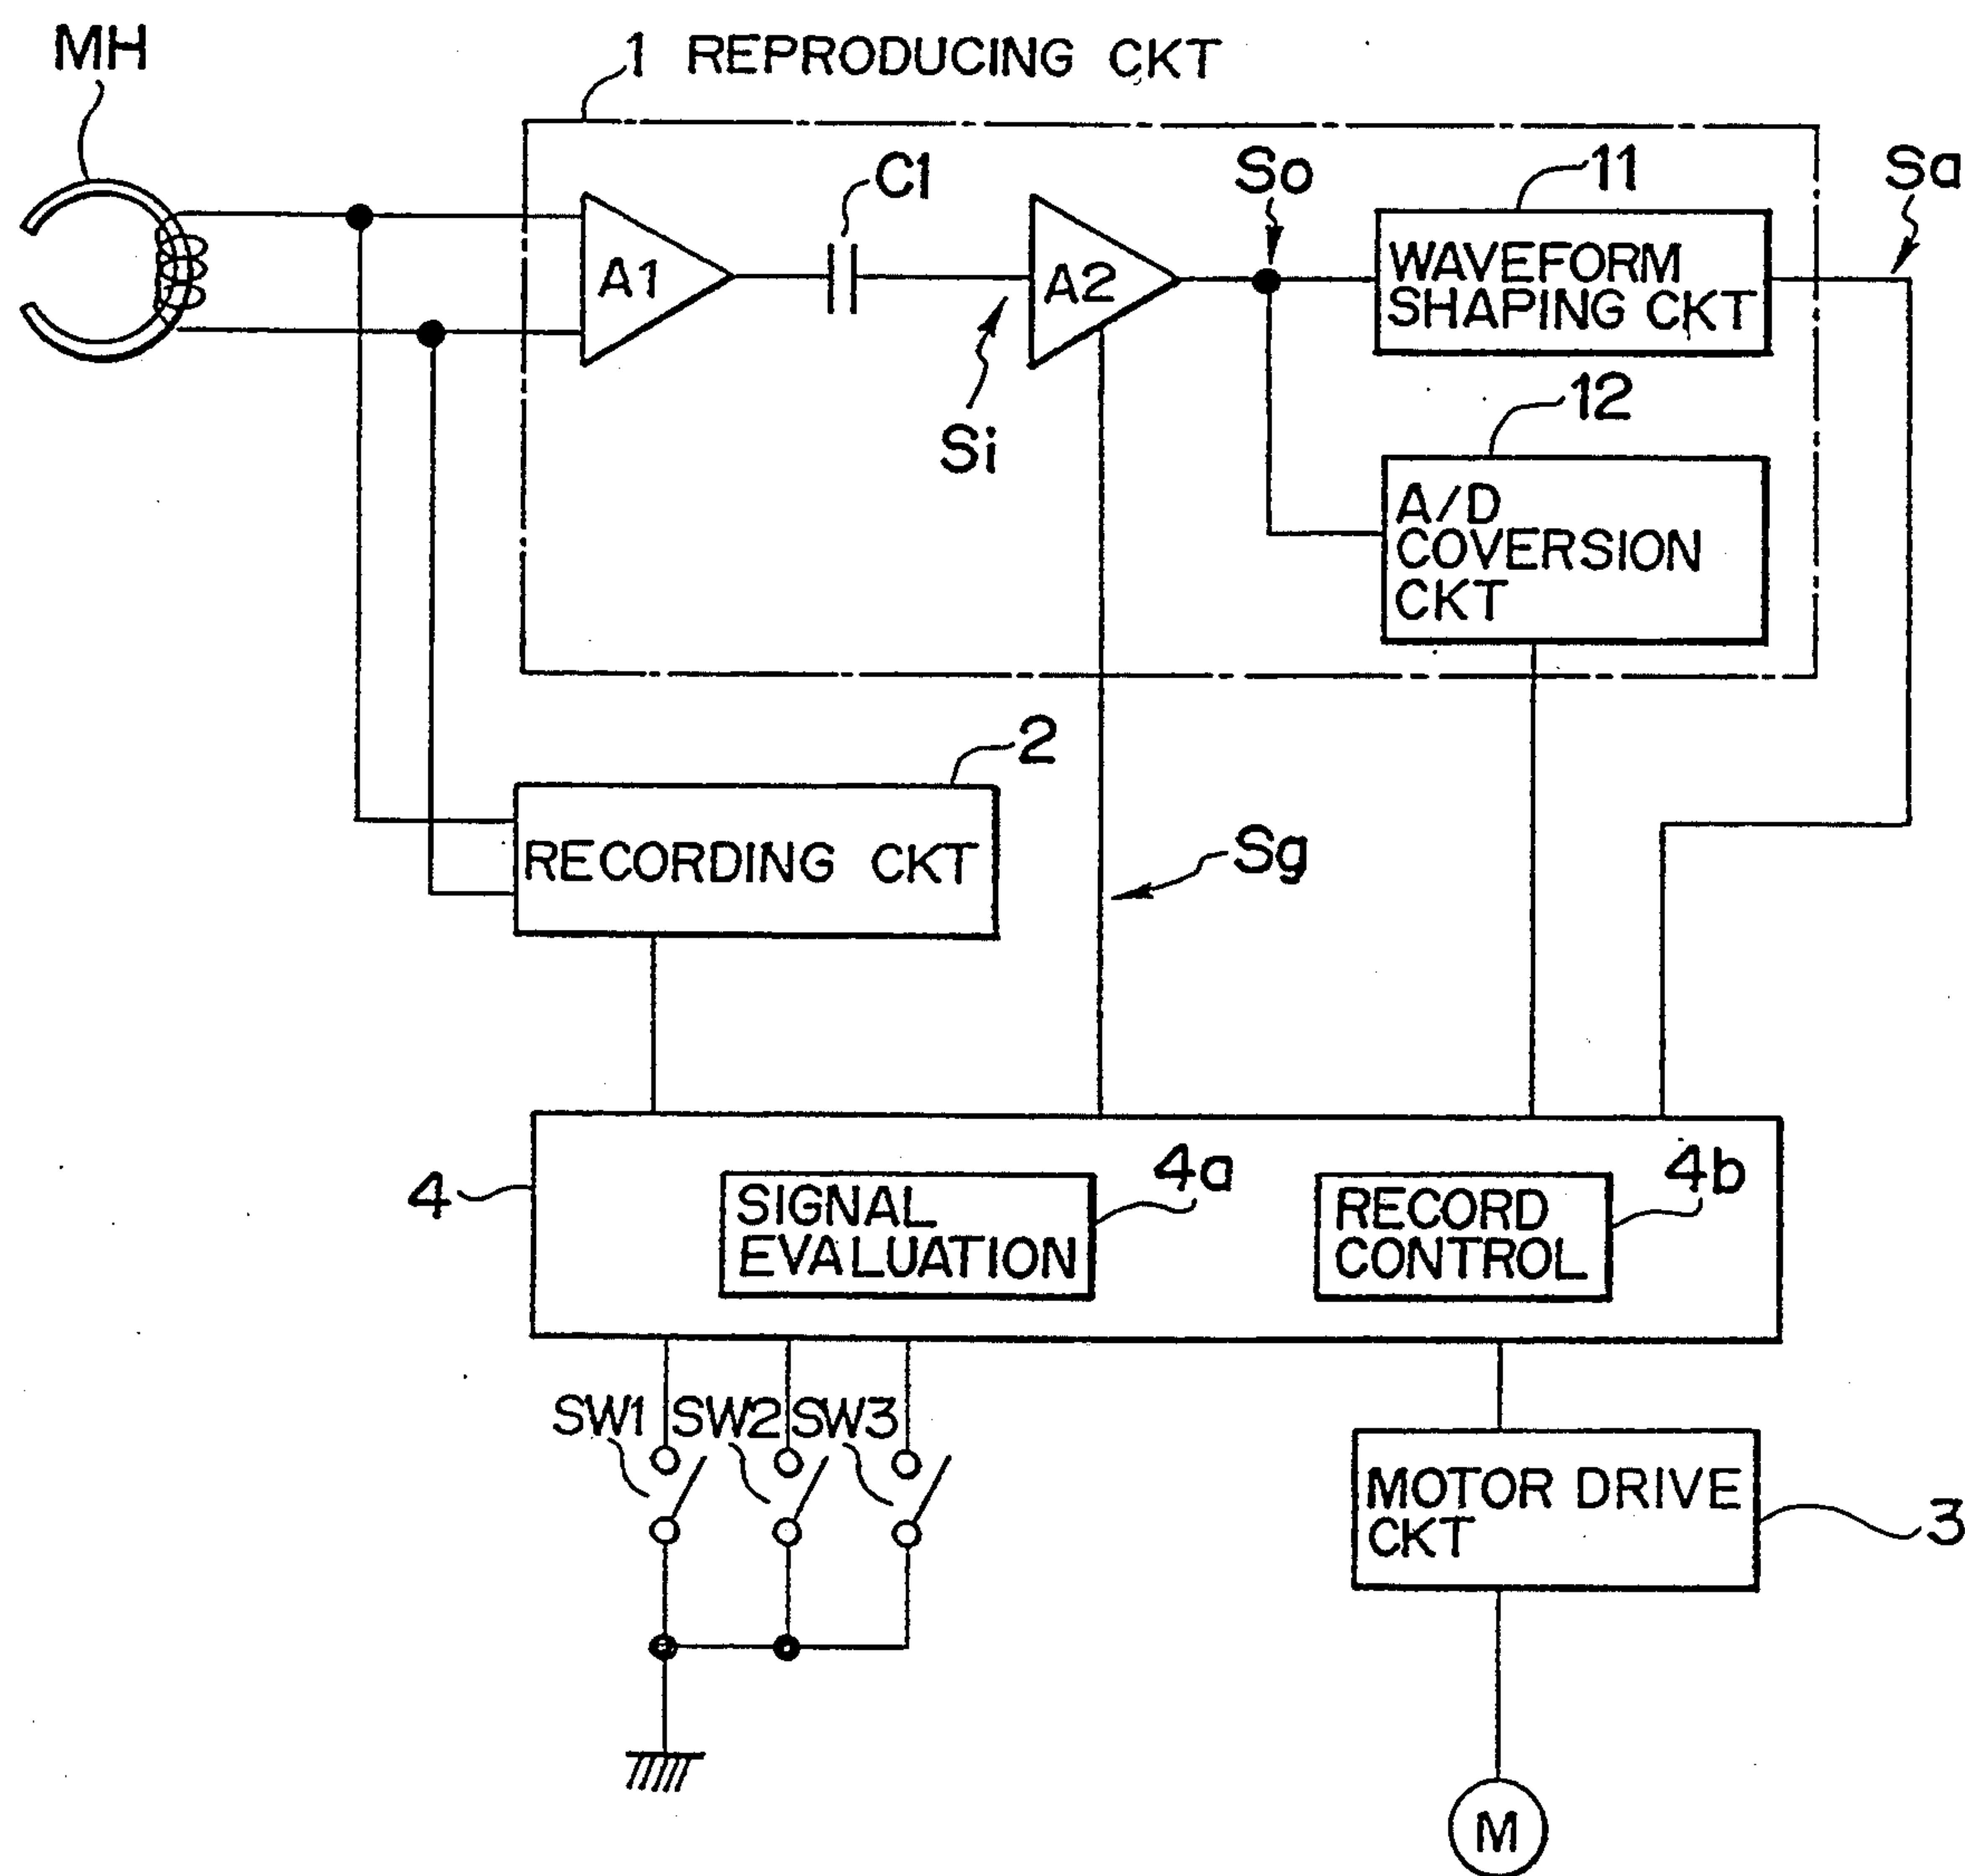 MH
1 REPRODUCING CKT
C1
So
11
Sa
A1
A2
WAVEFORM
SHAPING CKT
Si
12
A/D
COVERSION
CKT
2
RECORDING CKT
Sg
4
SIGNAL
EVALUATION
4a
RECORD
CONTROL
4b
SW1
SW2
SW3
MOTOR DRIVE
CKT
3
M